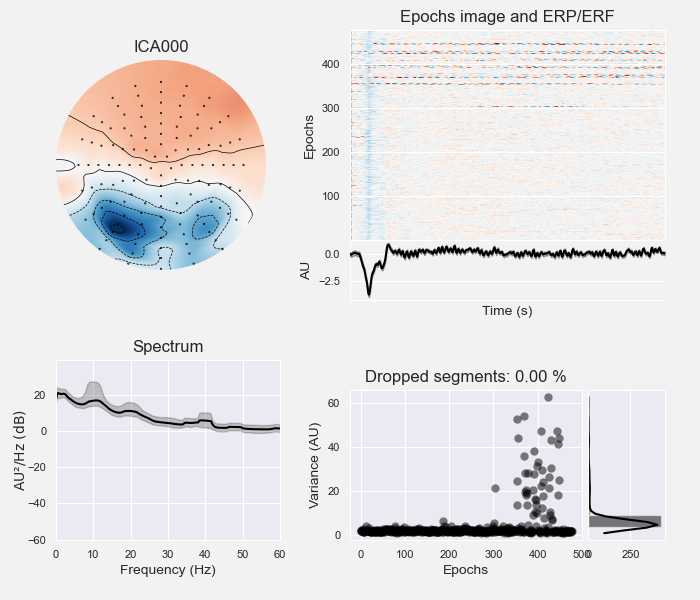 ICA000
Epochs image and ERP/ERF
400
300
200
100
Epochs
0.0
−2.5
AU
Time (s)
Spectrum
20
0
−20
−40
−60
AU²/Hz (dB)
0 10 20 30 40 50 60
Frequency (Hz)
Dropped segments: 0.00 %
60
40
20
0
Variance (AU)
0 100 200 300 400 500
Epochs
0 250